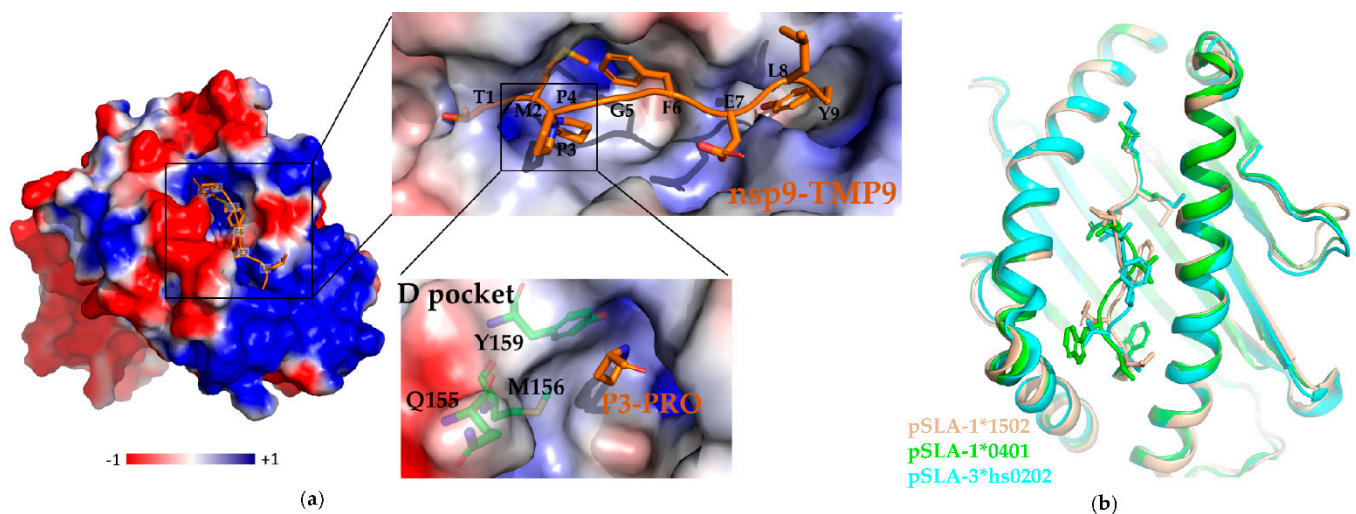 T1
M2
P4
P3
G5
F6
E7
L8
Y9
nsp9-TMP9
D pocket
Y159
M156
Q155
P3-PRO
-1 +1
(a)
pSLA-1*1502
pSLA-1*0401
pSLA-3*hs0202
(b)